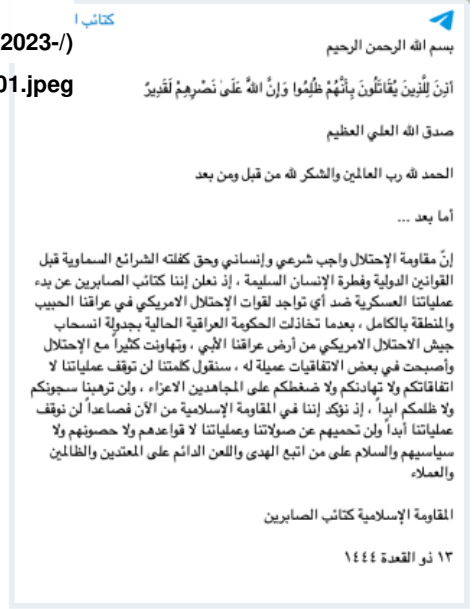 كتائب ا
2023-/)
01.jpeg
بسم الله الرحمن الرحيم
أذِنَ لِلَّذِينَ يُقَاتَلُونَ بِأَنَّهُمْ ظُلِمُوا وَإِنَّ اللهَّ عَلَىٰ نَصْرِهِمْ لَقَدِيرٌ
صدق الله العلي العظيم
الحمد لله رب العالمين والشكر لله من قبل ومن بعد
أما بعد ...
إنّ مقاومة الإحتلال واجب شرعي وإنساني وحق كفلته الشرائع السماوية قبل
القوانين الدولية وفطرة الإنسان السليمة ، إذ نعلن إننا كتائب الصابرين عن بدء
عملياتنا العسكرية ضد أي تواجد لقوات الإحتلال الامريكي في عراقنا الحبيب
والمنطقة بالكامل ، بعدما تخاذلت الحكومة العراقية الحالية بجدولة انسحاب
جيش الاحتلال الامريكي من أرض عراقنا الأبي ، وتهاونت كثيراً مع الإحتلال
وأصبحت في بعض الاتفاقيات عميلة له ، سنقول كلمتنا لن توقف عملياتنا لا
اتفاقاتكم ولا تهادنكم ولا ضغطكم على المجاهدين الاعزاء ، ولن ترهبنا سجونكم
ولا ظلمكم ابداً ، إذ نؤكد إننا في المقاومة الإسلامية من الآن فصاعداً لن نوقف
عملياتنا أبداً ولن تحميهم عن صولاتنا وعملياتنا لا قواعدهم ولا حصونهم ولا
سياسيهم والسلام على من اتبع الهدى واللعن الدائم على المعتدين والظالمين
والعملاء
المقاومة الإسلامية كتائب الصابرين
١٣ ذو القعدة ١٤٤٤